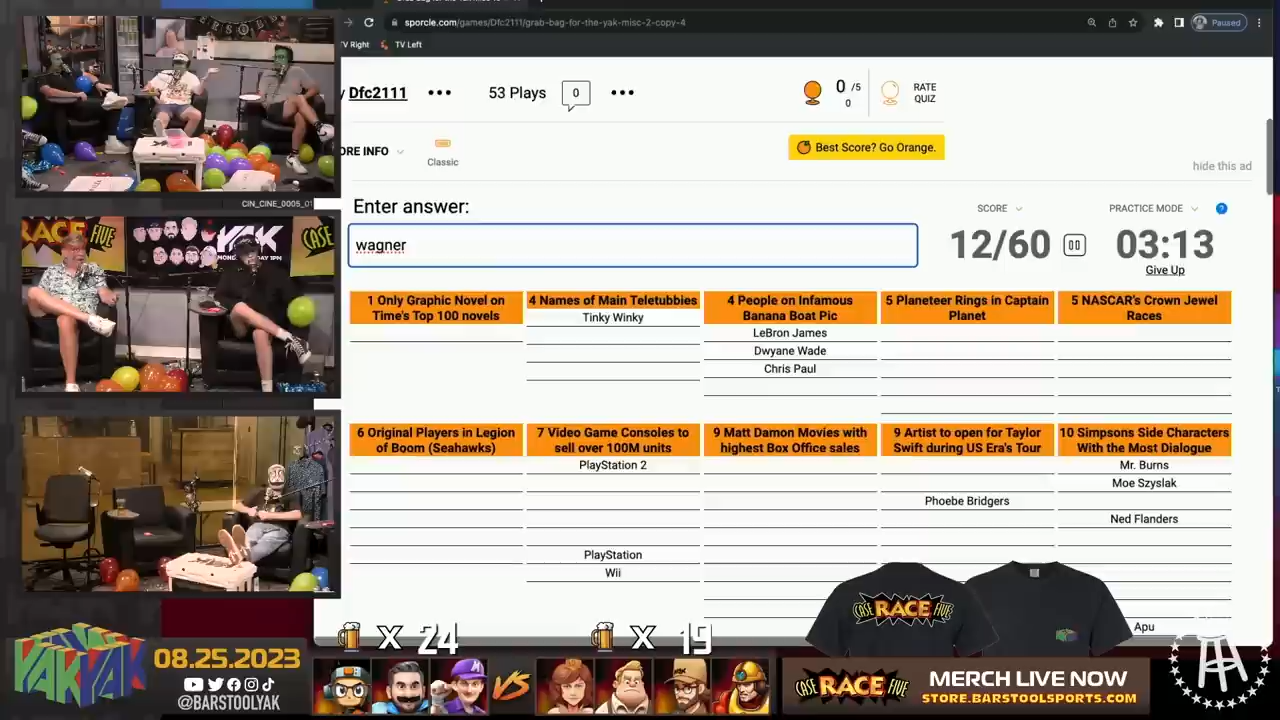 sporcle.com/games/Dfc2111/grab-bag-for-the-yak-misc-2-copy-4
Paused
TV Right
TV Left
Dfc2111
53 Plays
0
0 /5
0
RATE
QUIZ
ORE INFO
Classic
Best Score? Go Orange.
hide this ad
CIN_CINE_0005_01
Enter answer:
wagner
SCORE
PRACTICE MODE
?
12/60
03:13
Give Up
1 Only Graphic Novel on
Time's Top 100 novels
4 Names of Main Teletubbies
Tinky Winky
4 People on Infamous
Banana Boat Pic
LeBron James
Dwyane Wade
Chris Paul
5 Planeteer Rings in Captain
Planet
5 NASCAR's Crown Jewel
Races
6 Original Players in Legion
of Boom (Seahawks)
7 Video Game Consoles to
sell over 100M units
PlayStation 2
PlayStation
Wii
9 Matt Damon Movies with
highest Box Office sales
9 Artist to open for Taylor
Swift during US Era's Tour
Phoebe Bridgers
10 Simpsons Side Characters
With the Most Dialogue
Mr. Burns
Moe Szyslak
Ned Flanders
Apu
RACE FIVE
YAK
CASE
CASE RACE FIVE
X 24
X 19
YAK YAK
08.25.2023
@BARSTOOLYAK
VS
CASE RACE FIVE
MERCH LIVE NOW
STORE.BARSTOOLSPORTS.COM